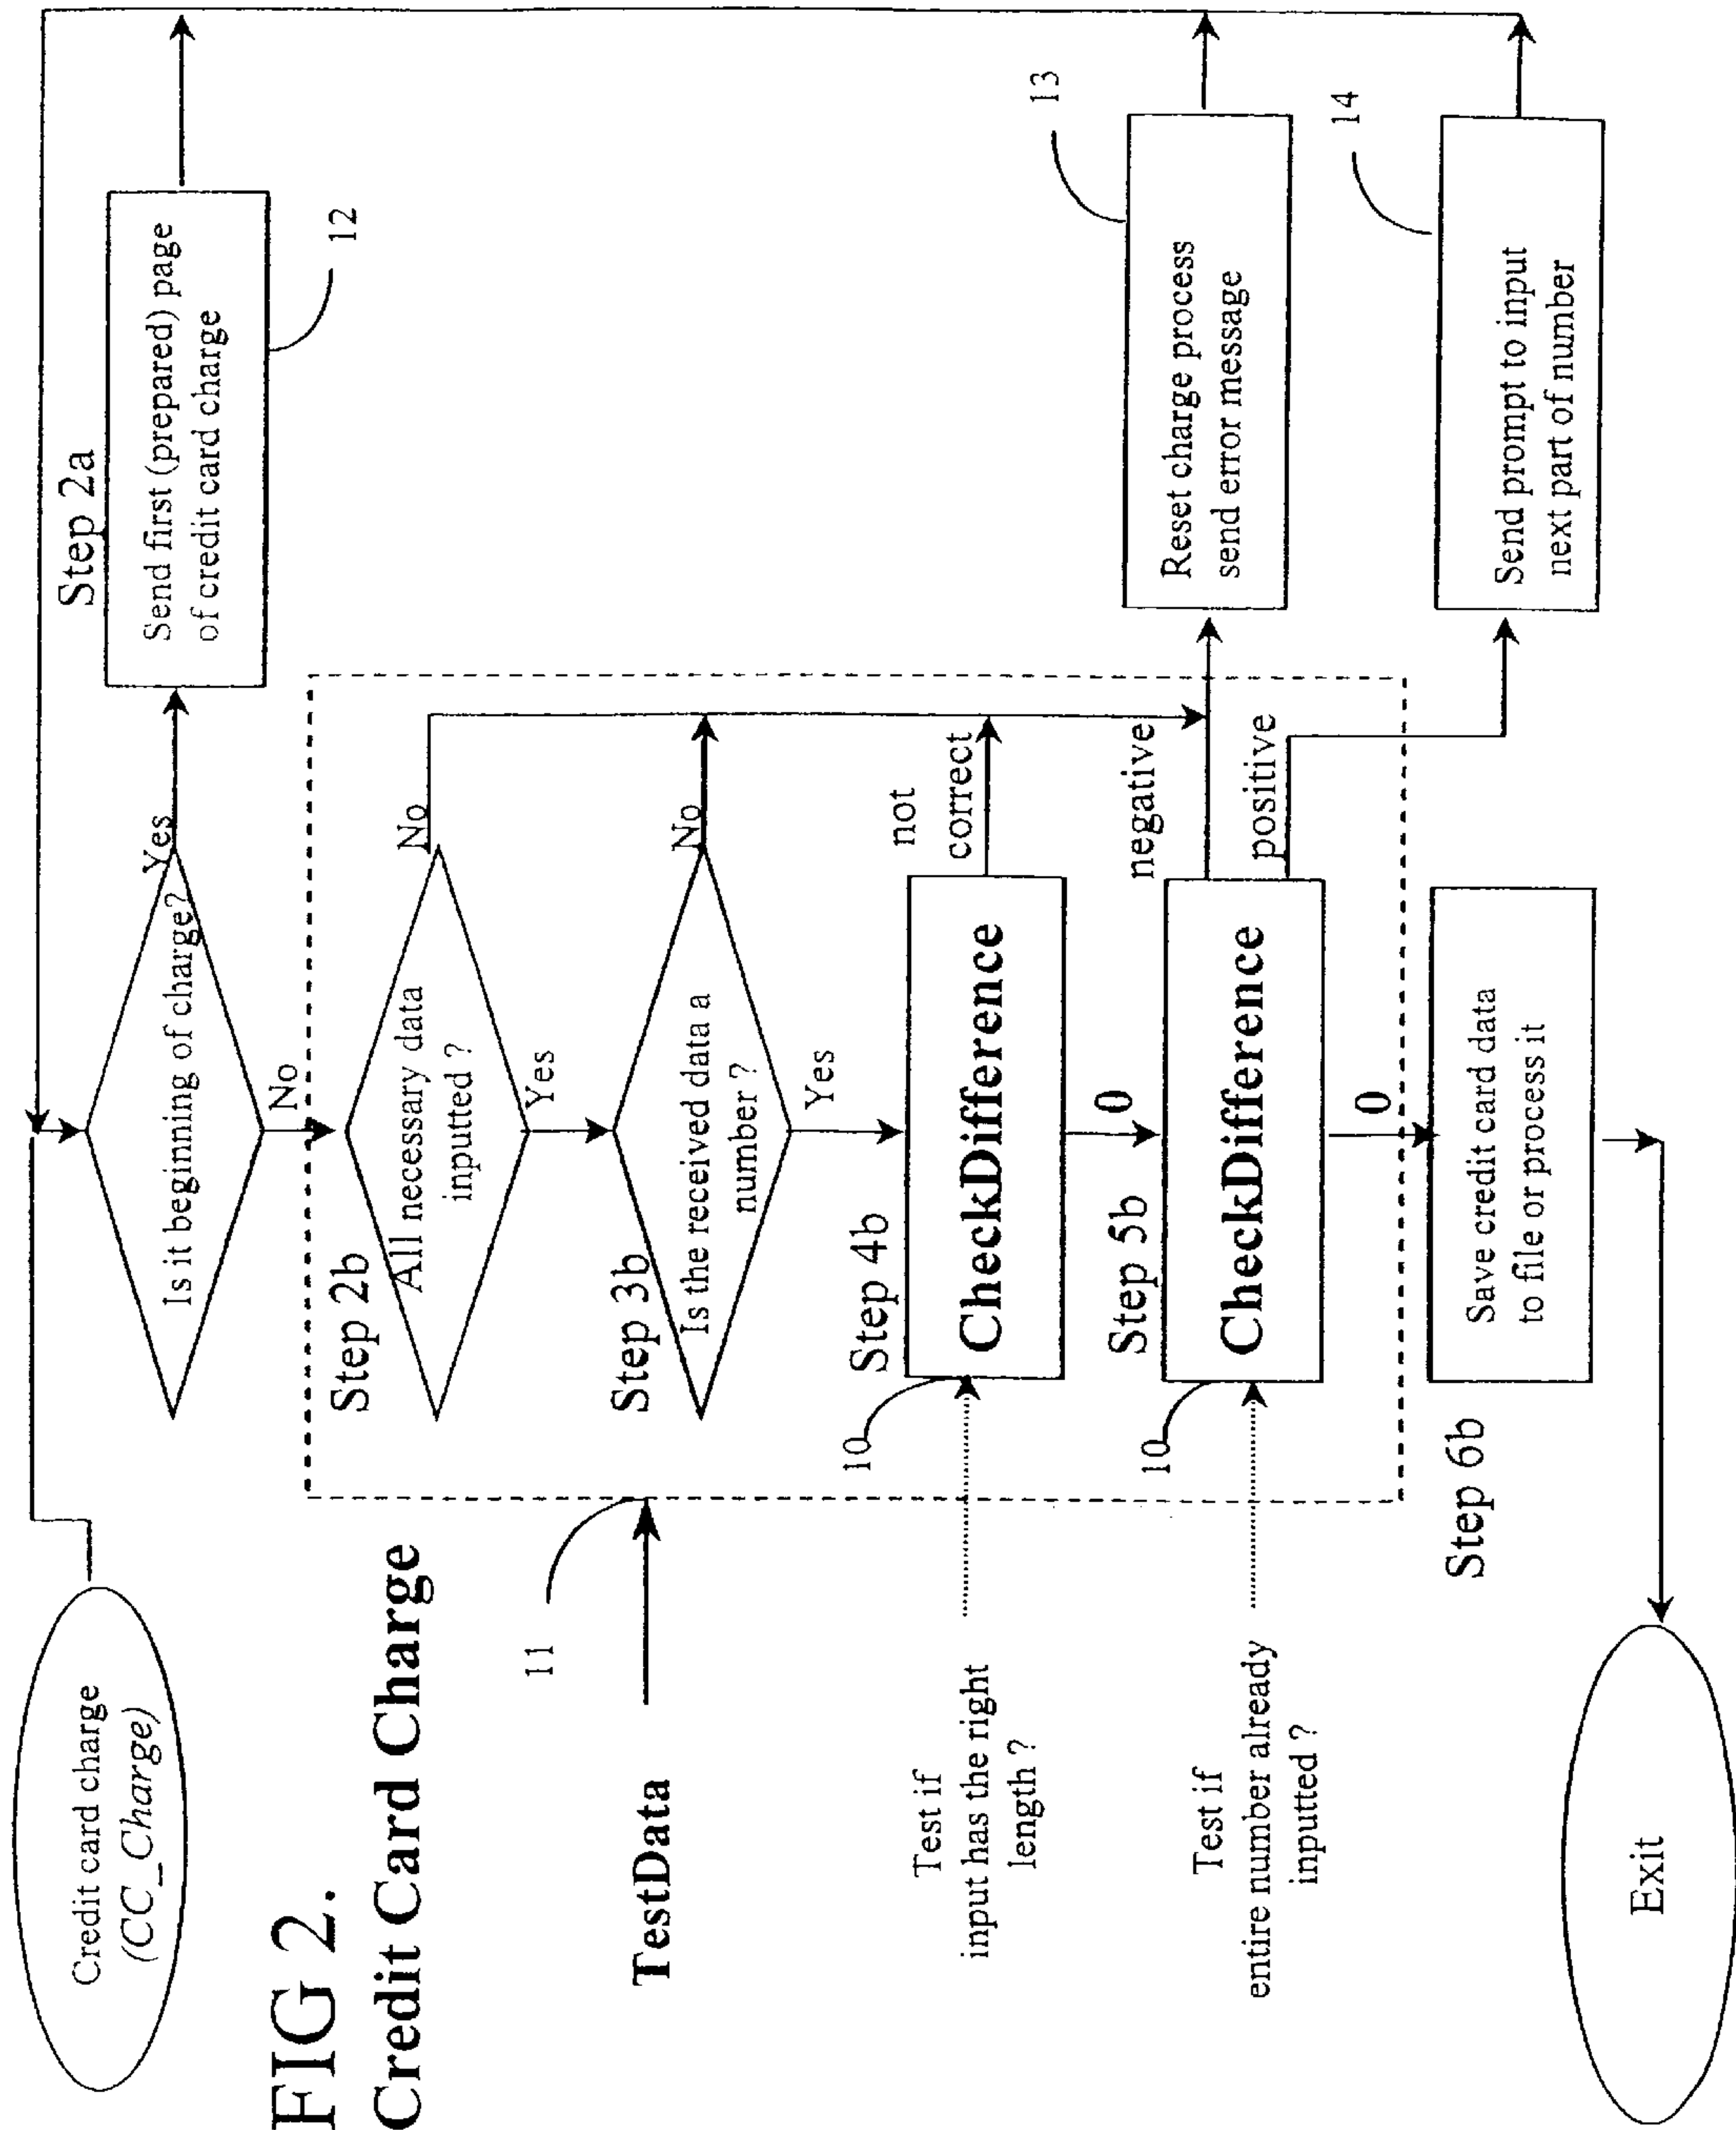 Credit card charge
(CC_Charge)
FIG 2.
Credit Card Charge
Is it beginning of charge?
Yes
No
Step 2a
Send first (prepared) page
of credit card charge
12
11
TestData
Step 2b
All necessary data
inputed ?
No
Yes
Step 3b
Is the received data a
number ?
No
Yes
Test if
input has the right
length ?
10
Step 4b
CheckDifference
not
correct
0
Test if
entire number already
inputted ?
10
Step 5b
CheckDifference
negative
positive
0
Reset charge process
send error message
13
Send prompt to input
next part of number
14
Step 6b
Save credit card data
to file or process it
Exit